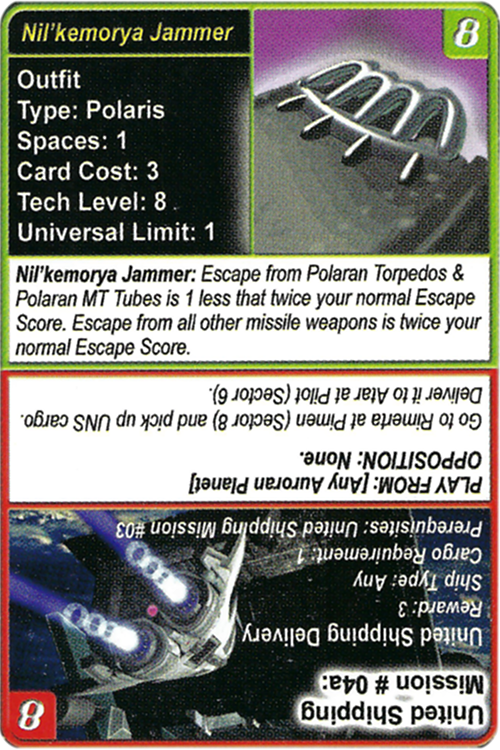 Nil'kemorya Jammer
8
Outfit
Type: Polaris
Spaces: 1
Card Cost: 3
Tech Level: 8
Universal Limit: 1
Nil'kemorya Jammer: Escape from Polaran Torpedos &
Polaran MT Tubes is 1 less that twice your normal Escape
Score. Escape from all other missile weapons is twice your
normal Escape Score.
United Shipping
Mission # 04a:
8
United Shipping Delivery
Reward: 3
Ship Type: Any
Cargo Requirement: 1
Prerequisites: United Shipping Mission #03
PLAY FROM: [Any Auroran Planet]
OPPOSITION: None.
Go to Rimerta at Pimen (Sector 8) and pick up UNS cargo.
Deliver it to Atar at Pilot (Sector 6).